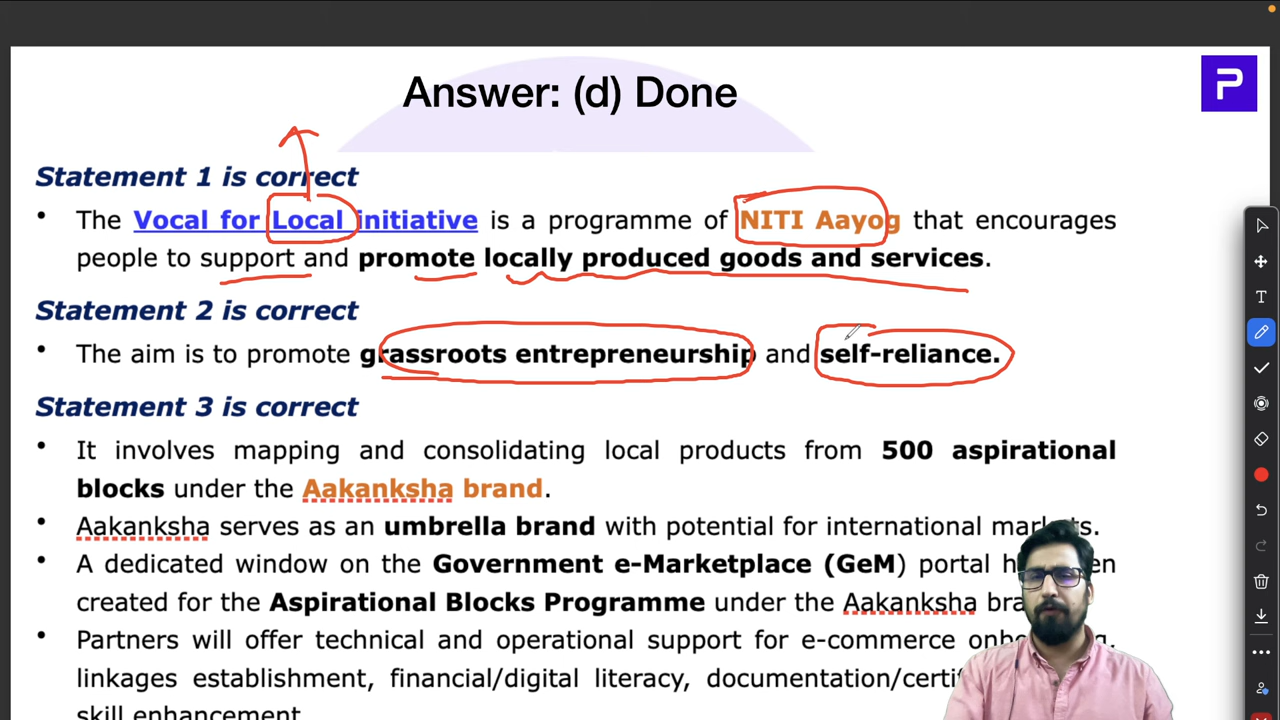 Answer: (d) Done
P
Statement 1 is correct
• The Vocal for Local initiative is a programme of NITI Aayog that encourages
people to support and promote locally produced goods and services.
Statement 2 is correct
• The aim is to promote grassroots entrepreneurship and self-reliance.
Statement 3 is correct
• It involves mapping and consolidating local products from 500 aspirational
blocks under the Aakanksha brand.
• Aakanksha serves as an umbrella brand with potential for international markets.
• A dedicated window on the Government e-Marketplace (GeM) portal
created for the Aspirational Blocks Programme under the Aakanksha
• Partners will offer technical and operational support for e-commerce
linkages establishment, financial/digital literacy,
skill enhancement
T